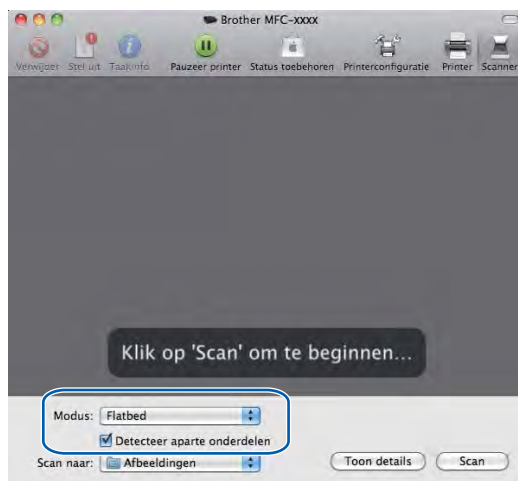 Brother MFC-xxxx
Verwijder Stel uit Taakinfo Pauzeer printer Status toebehoren Printerconfiguratie Printer Scanner
Klik op 'Scan' om te beginnen...
Modus: Flatbed
Detecteer aparte onderdelen
Scan naar: Afbeeldingen Toon details Scan